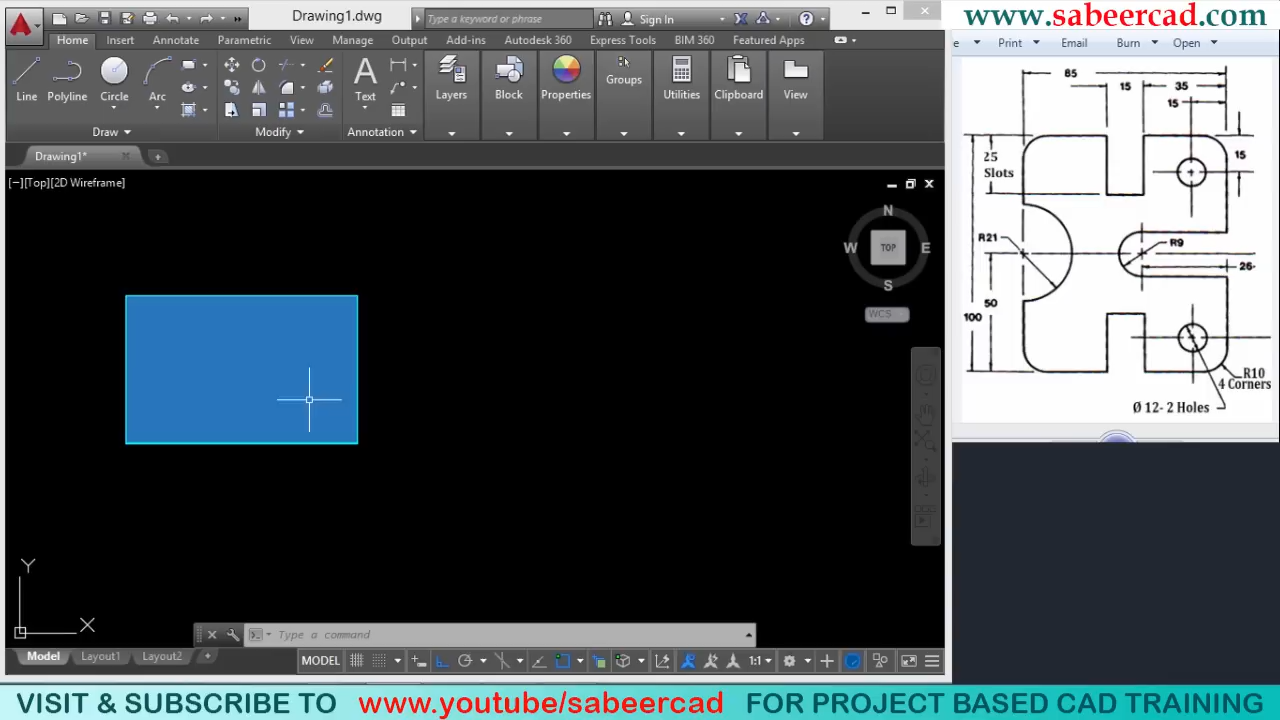 Drawing1.dwg
Type a keyword or phrase
Sign In
www.sabeercad.com
Home
Insert
Annotate
Parametric
View
Manage
Output
Add-ins
Autodesk 360
Express Tools
BIM 360
Featured Apps
e
Print
Email
Burn
Open
Line
Polyline
Circle
Arc
Text
Layers
Block
Properties
Groups
Utilities
Clipboard
View
Draw
Modify
Annotation
Drawing1*
[−][Top][2D Wireframe]
N
W
TOP
E
S
WCS
85
15
35
15
25
Slots
15
R21
R9
26
50
100
R10
4 Corners
Ø 12- 2 Holes
Y
X
Type a command
Model
Layout1
Layout2
MODEL
1:1
VISIT & SUBSCRIBE TO www.youtube/sabeercad FOR PROJECT BASED CAD TRAINING